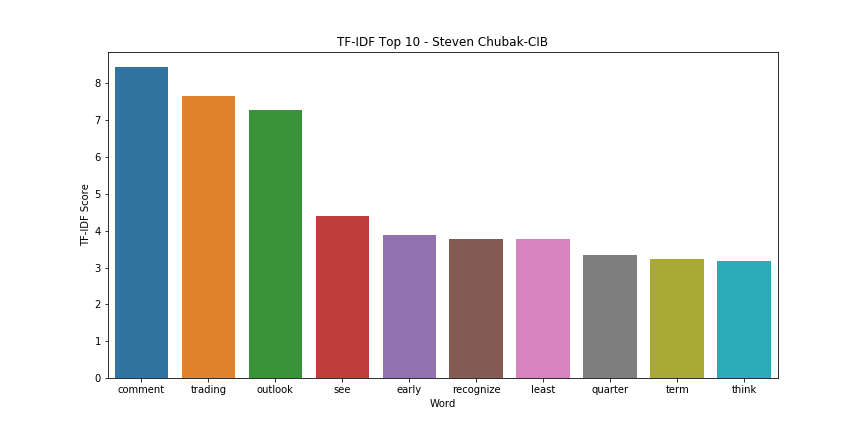 TF-IDF Top 10 - Steven Chubak-CIB
TF-IDF Score
8
7
6
5
4
3
2
1
0
comment trading outlook see early recognize least quarter term think
Word